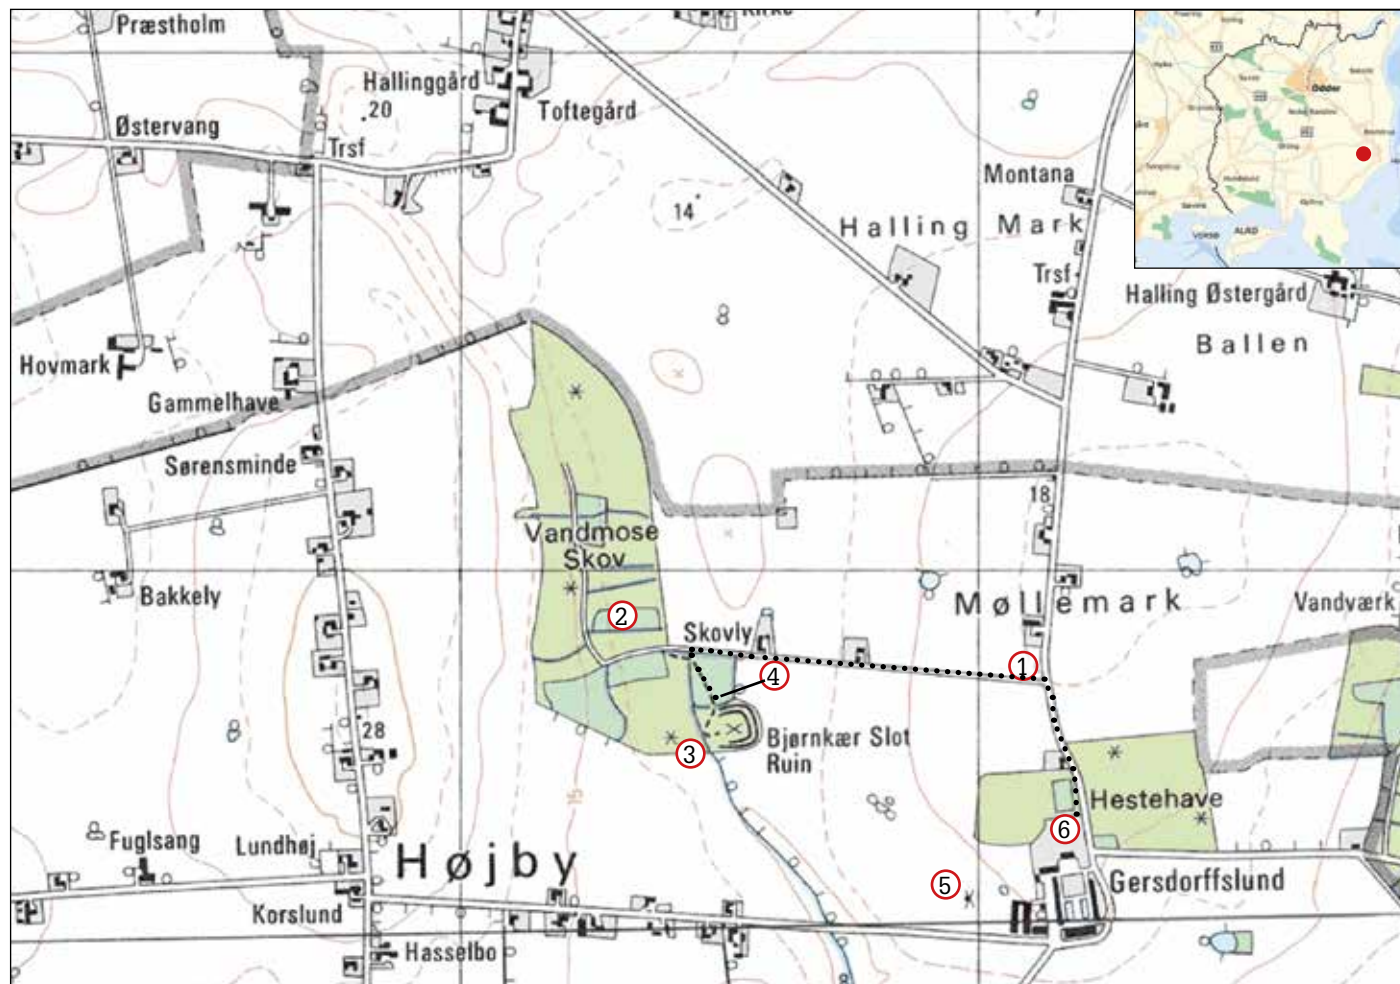 Præstholm
Hallinggård
20
Toftegård
Østervang
Trsf
Montana
14
Halling Mark
Trsf
Odder
ALRØ
Halling Østergård
Ballen
Hovmark
Gammelhave
Sørensminde
18
Vandmose
Skov
Bakkely
Møllemark
Vandværk
2
Skovly
1
4
28
3
Bjørnkær Slot
Ruin
15
Hestehave
6
Fuglsang
Lundhøj
Højby
5
Gersdorffslund
Korslund
Hasselbo